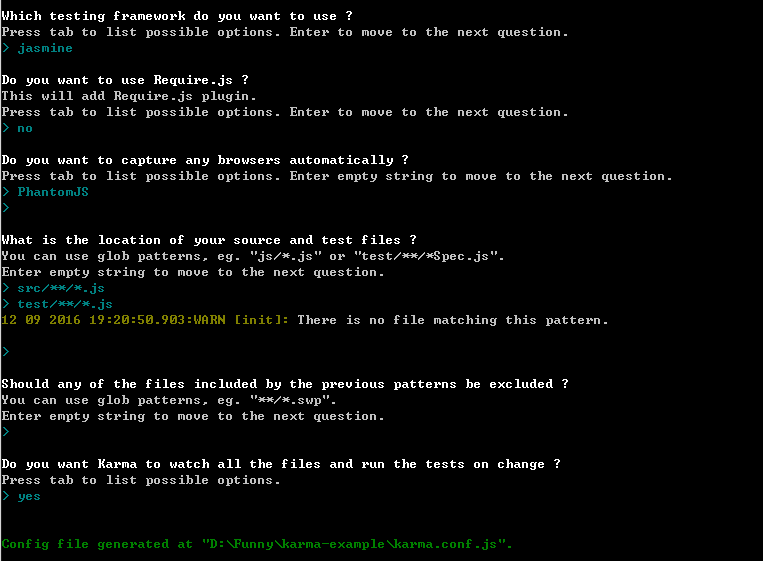 Which testing framework do you want to use ?
Press tab to list possible options. Enter to move to the next question.
> jasmine
Do you want to use Require.js ?
This will add Require.js plugin.
Press tab to list possible options. Enter to move to the next question.
> no
Do you want to capture any browsers automatically ?
Press tab to list possible options. Enter empty string to move to the next question.
> PhantomJS
>
What is the location of your source and test files ?
You can use glob patterns, eg. "js/*.js" or "test/**/*Spec.js".
Enter empty string to move to the next question.
> src/**/*.js
> test/**/*.js
12 09 2016 19:20:50.903:WARN [init]: There is no file matching this pattern.
>
Should any of the files included by the previous patterns be excluded ?
You can use glob patterns, eg. "**/*.swp".
Enter empty string to move to the next question.
>
Do you want Karma to watch all the files and run the tests on change ?
Press tab to list possible options.
> yes
Config file generated at "D:\Funny\karma-example\karma.conf.js".